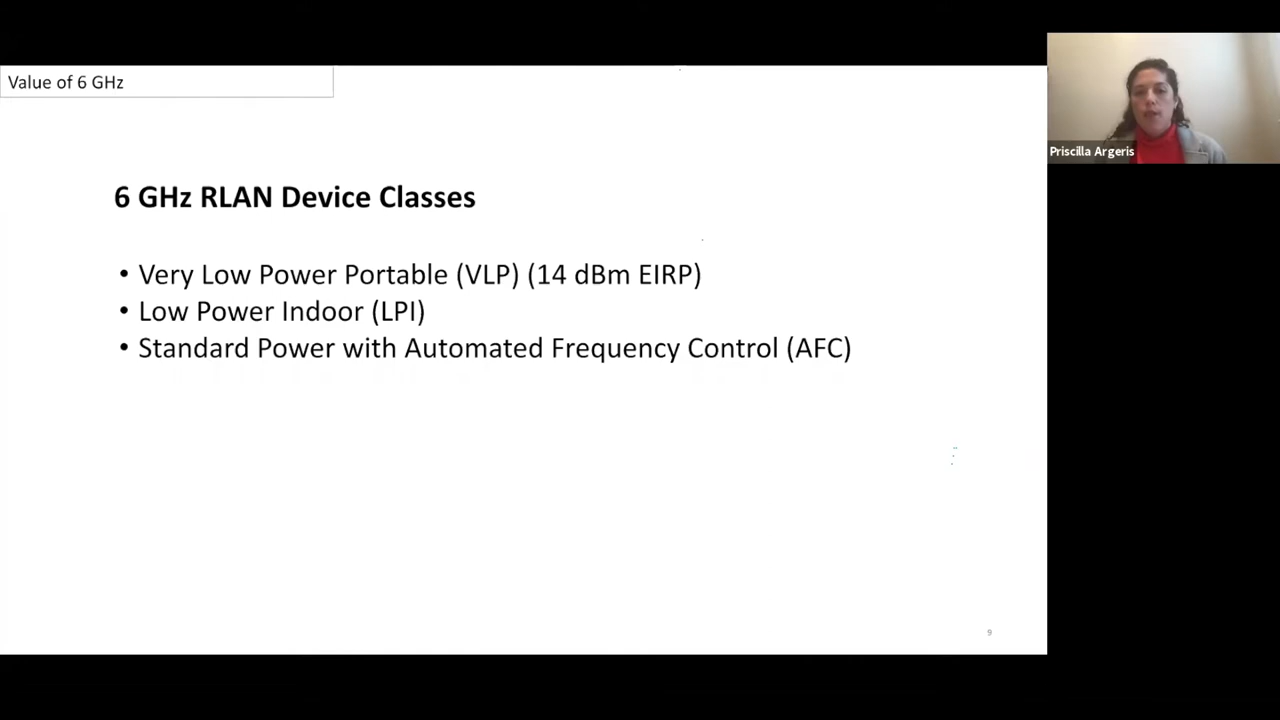 Value of 6 GHz
Priscilla Argeris
6 GHz RLAN Device Classes
• Very Low Power Portable (VLP) (14 dBm EIRP)
• Low Power Indoor (LPI)
• Standard Power with Automated Frequency Control (AFC)
9